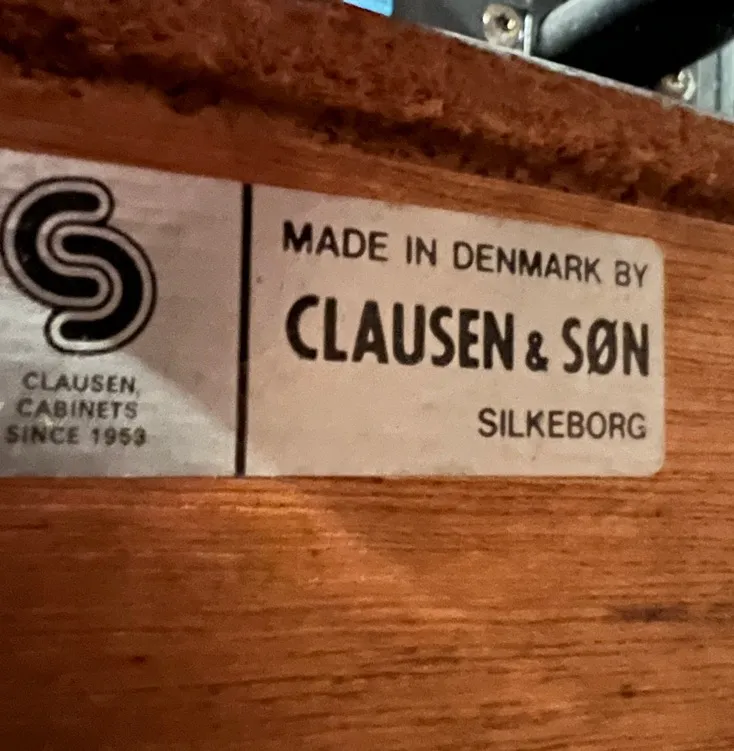 CLAUSEN,
CABINETS
SINCE 1953
MADE IN DENMARK BY
CLAUSEN & SØN
SILKEBORG